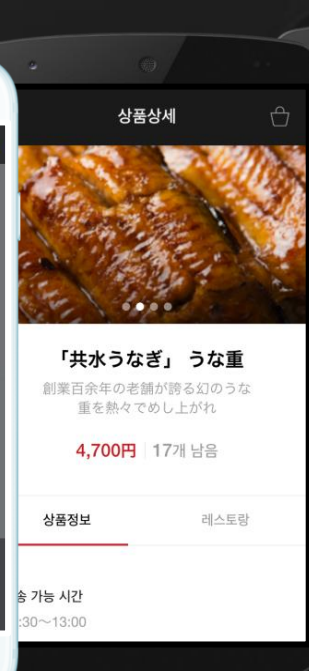 상품상세
「共水うなぎ」 うな重
創業百余年の老舗が誇る幻のうな
重を熱々でめし上がれ
4,700円 17개 남음
상품정보 레스토랑
가능 시간
:30～13:00